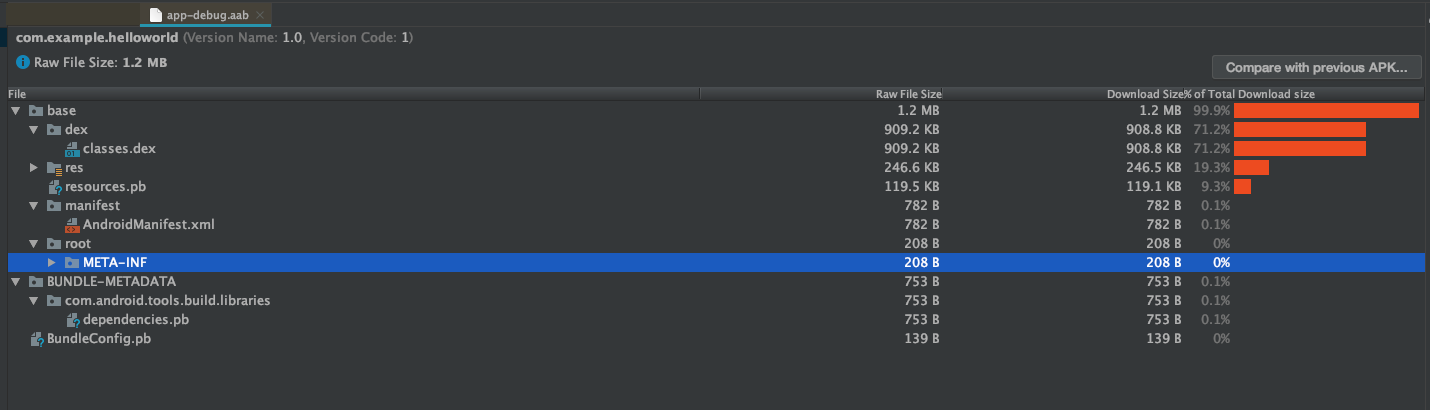 app-debug.aab
com.example.helloworld (Version Name: 1.0, Version Code: 1)
Raw File Size: 1.2 MB
Compare with previous APK...
File Raw File Size Download Size % of Total Download size
base 1.2 MB 1.2 MB 99.9%
dex 909.2 KB 908.8 KB 71.2%
classes.dex 909.2 KB 908.8 KB 71.2%
res 246.6 KB 246.5 KB 19.3%
resources.pb 119.5 KB 119.1 KB 9.3%
manifest 782 B 782 B 0.1%
AndroidManifest.xml 782 B 782 B 0.1%
root 208 B 208 B 0%
META-INF 208 B 208 B 0%
BUNDLE-METADATA 753 B 753 B 0.1%
com.android.tools.build.libraries 753 B 753 B 0.1%
dependencies.pb 753 B 753 B 0.1%
BundleConfig.pb 139 B 139 B 0%